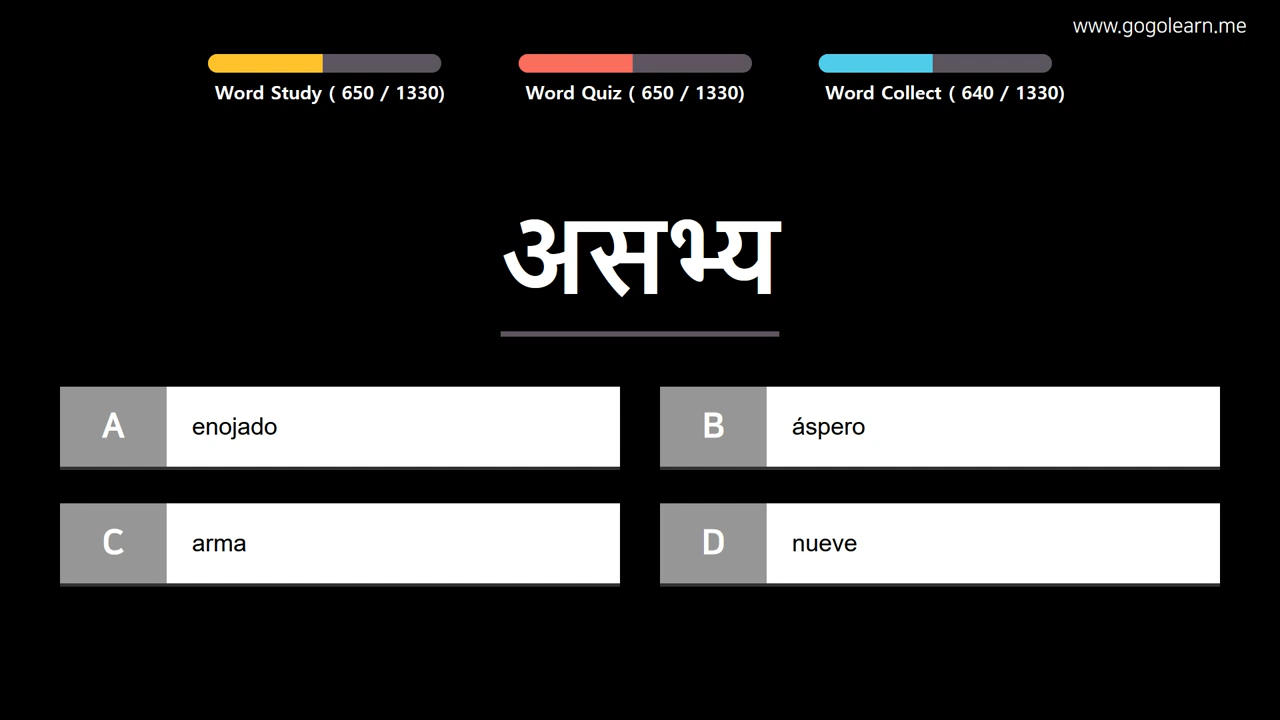 www.gogolearn.me
Word Study ( 650 / 1330)
Word Quiz ( 650 / 1330)
Word Collect ( 640 / 1330)
असभ्य
A enojado
B áspero
C arma
D nueve